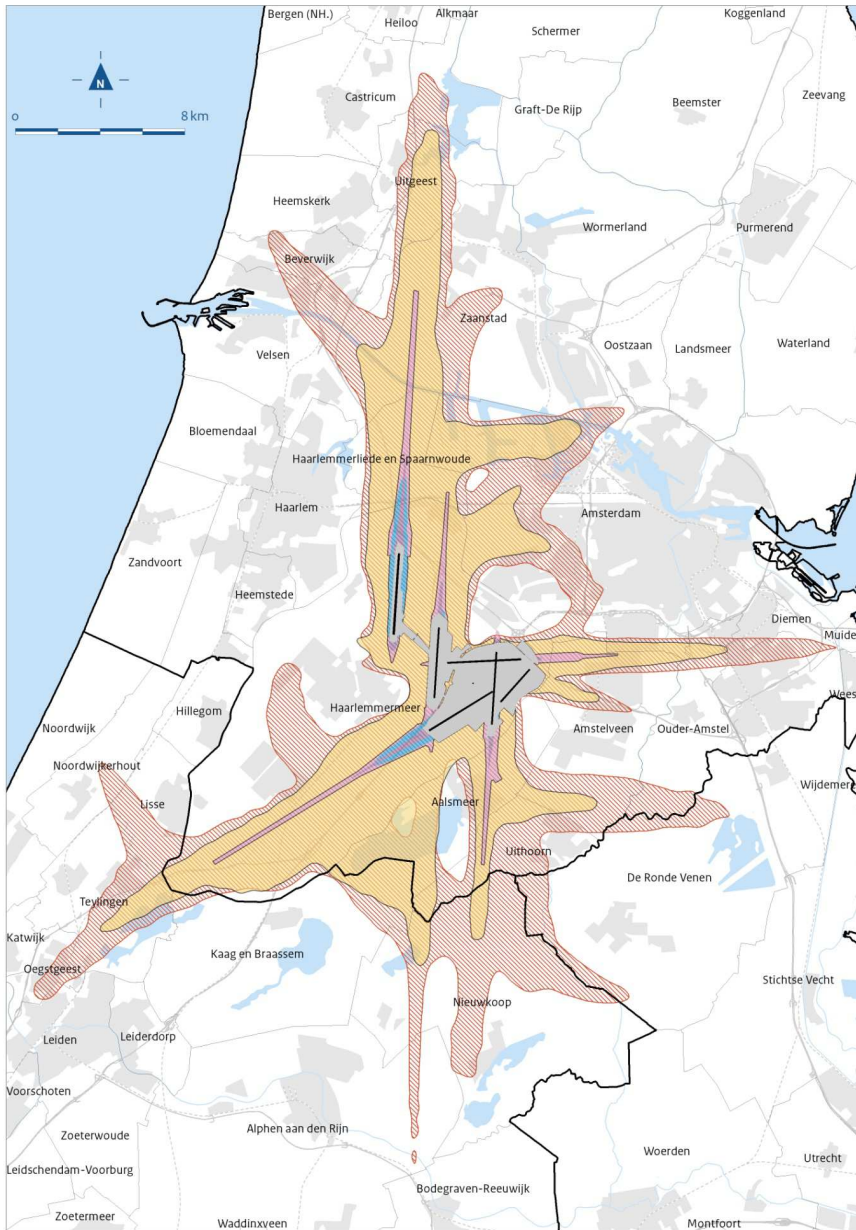 Bergen (NH.)
Alkmaar
Koggenland
Heiloo
Schermer
N
Castricum
Graft-De Rijp
Beemster
Zeevang
0
8 km
Uitgeest
Heemskerk
Wormerland
Purmerend
Beverwijk
Zaanstad
Velsen
Oostzaan
Landsmeer
Waterland
Bloemendaal
Haarlemmerliede en Spaarnwoude
Haarlem
Amsterdam
Zandvoort
Heemstede
Diemen
Muide
Wees
Hillegom
Haarlemmermeer
Noordwijk
Amstelveen
Ouder-Amstel
Noordwijkerhout
Wijdemer
Lisse
Aalsmeer
Uithoorn
De Ronde Venen
Teylingen
Katwijk
Kaag en Braassem
Oegstgeest
Stichtse Vecht
Nieuwkoop
Leiden
Leiderdorp
Voorschoten
Alphen aan den Rijn
Zoeterwoude
Woerden
Utrecht
Leidschendam-Voorburg
Bodegraven-Reeuwijk
Zoetermeer
Waddinxveen
Montfoort